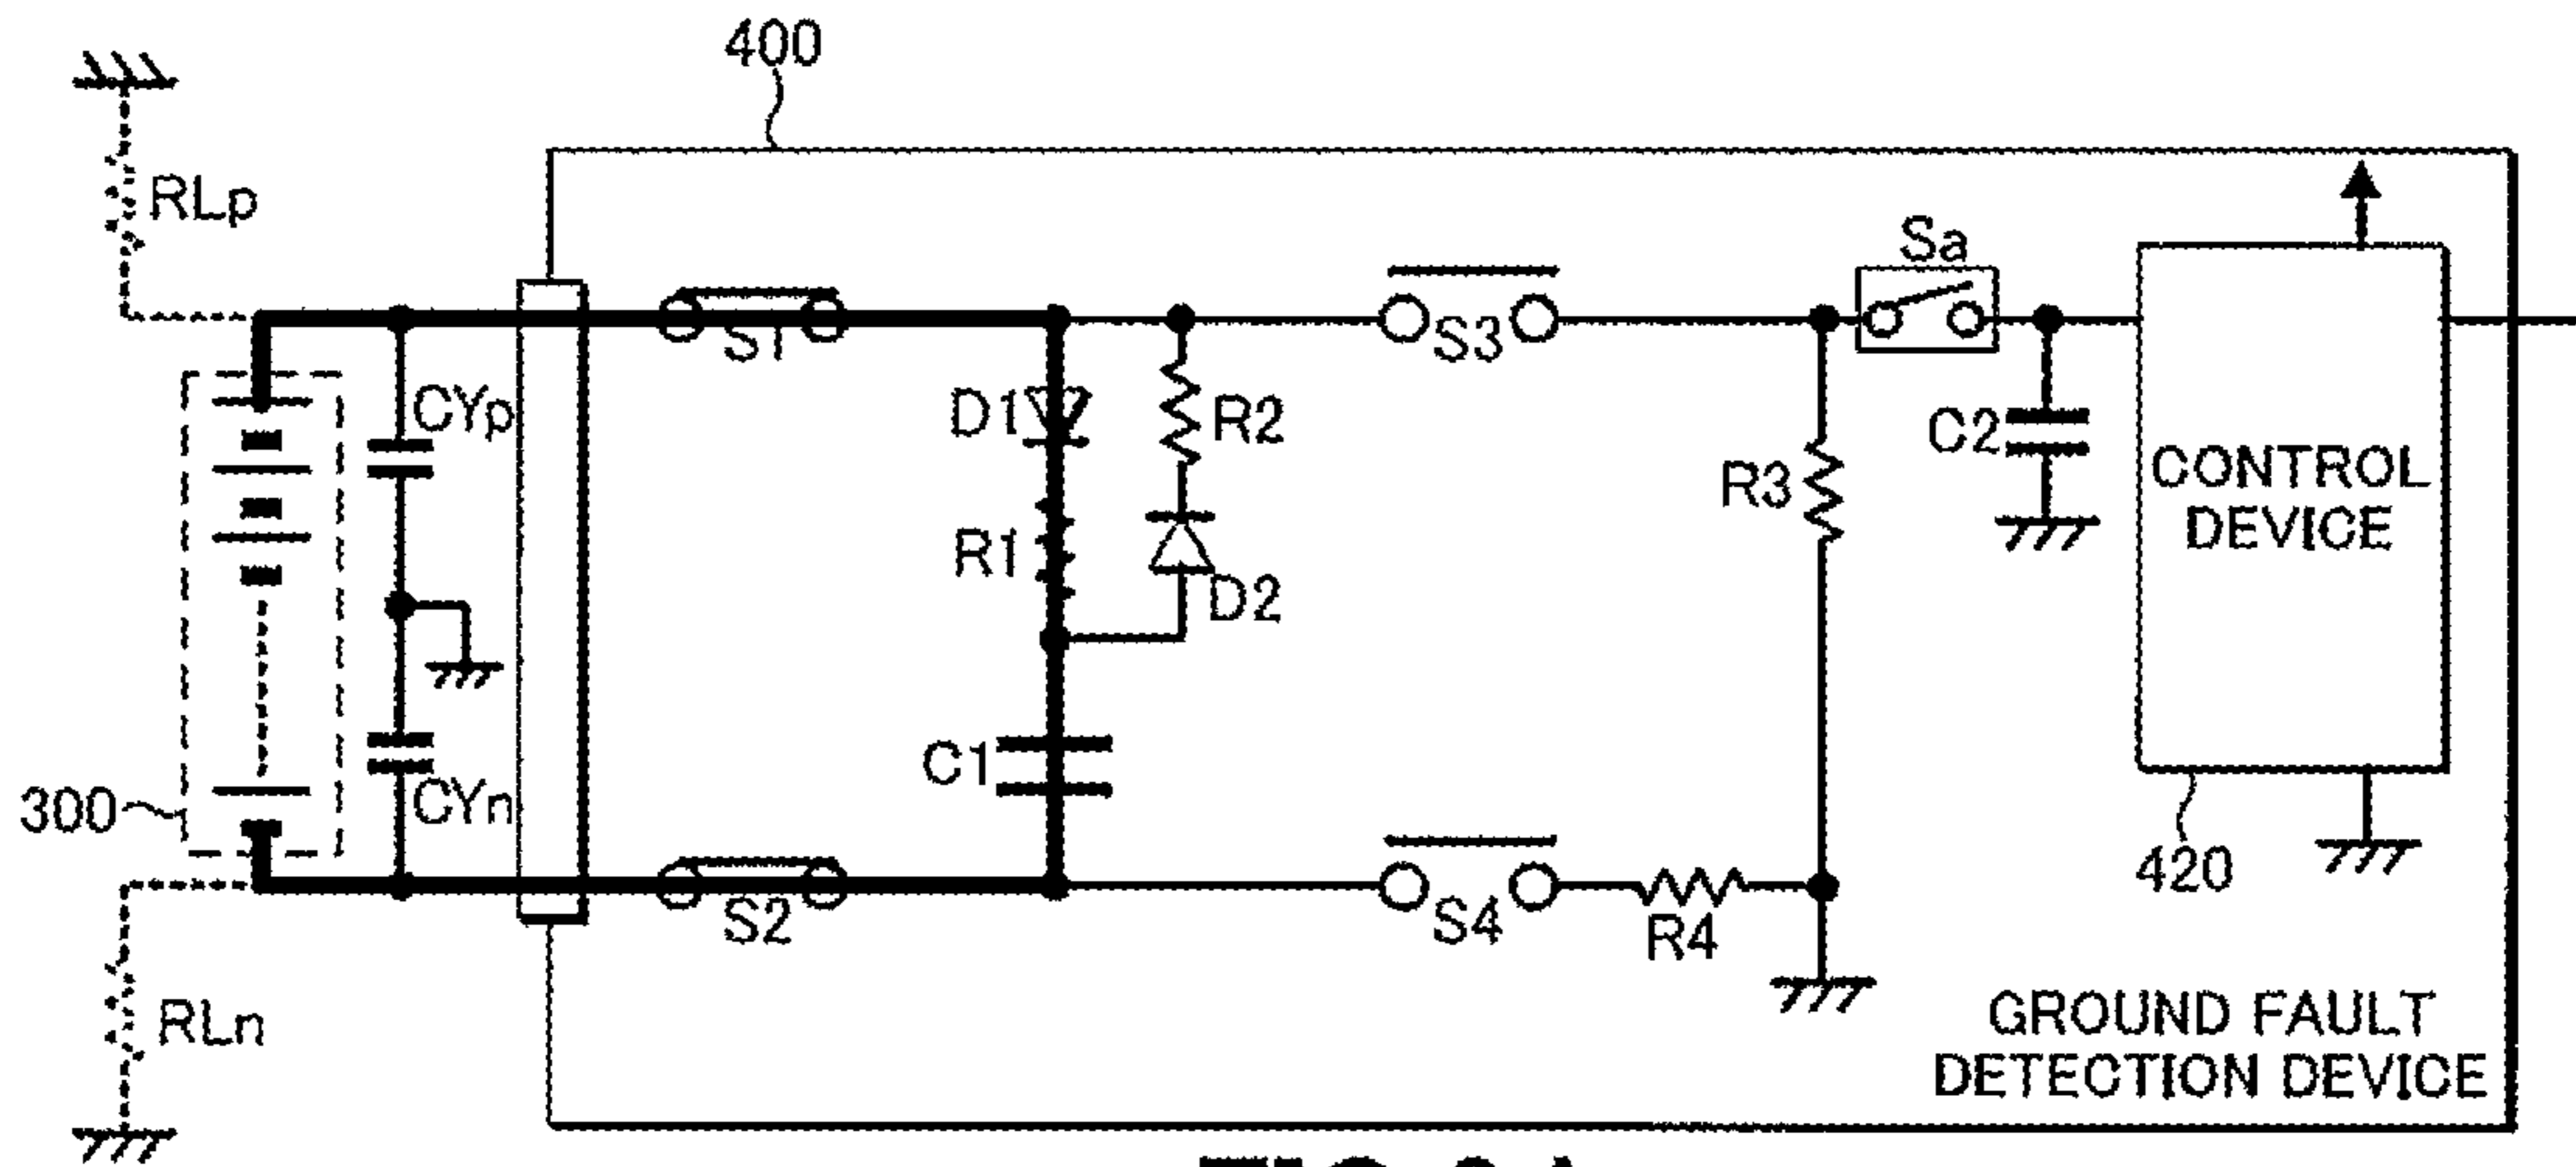 400
RLp
Sa
S1
S3
CYp
D1
R2
C2
R3
CONTROL
DEVICE
R1
D2
C1
300
CYn
420
S2
S4
R4
RLn
GROUND FAULT
DETECTION DEVICE